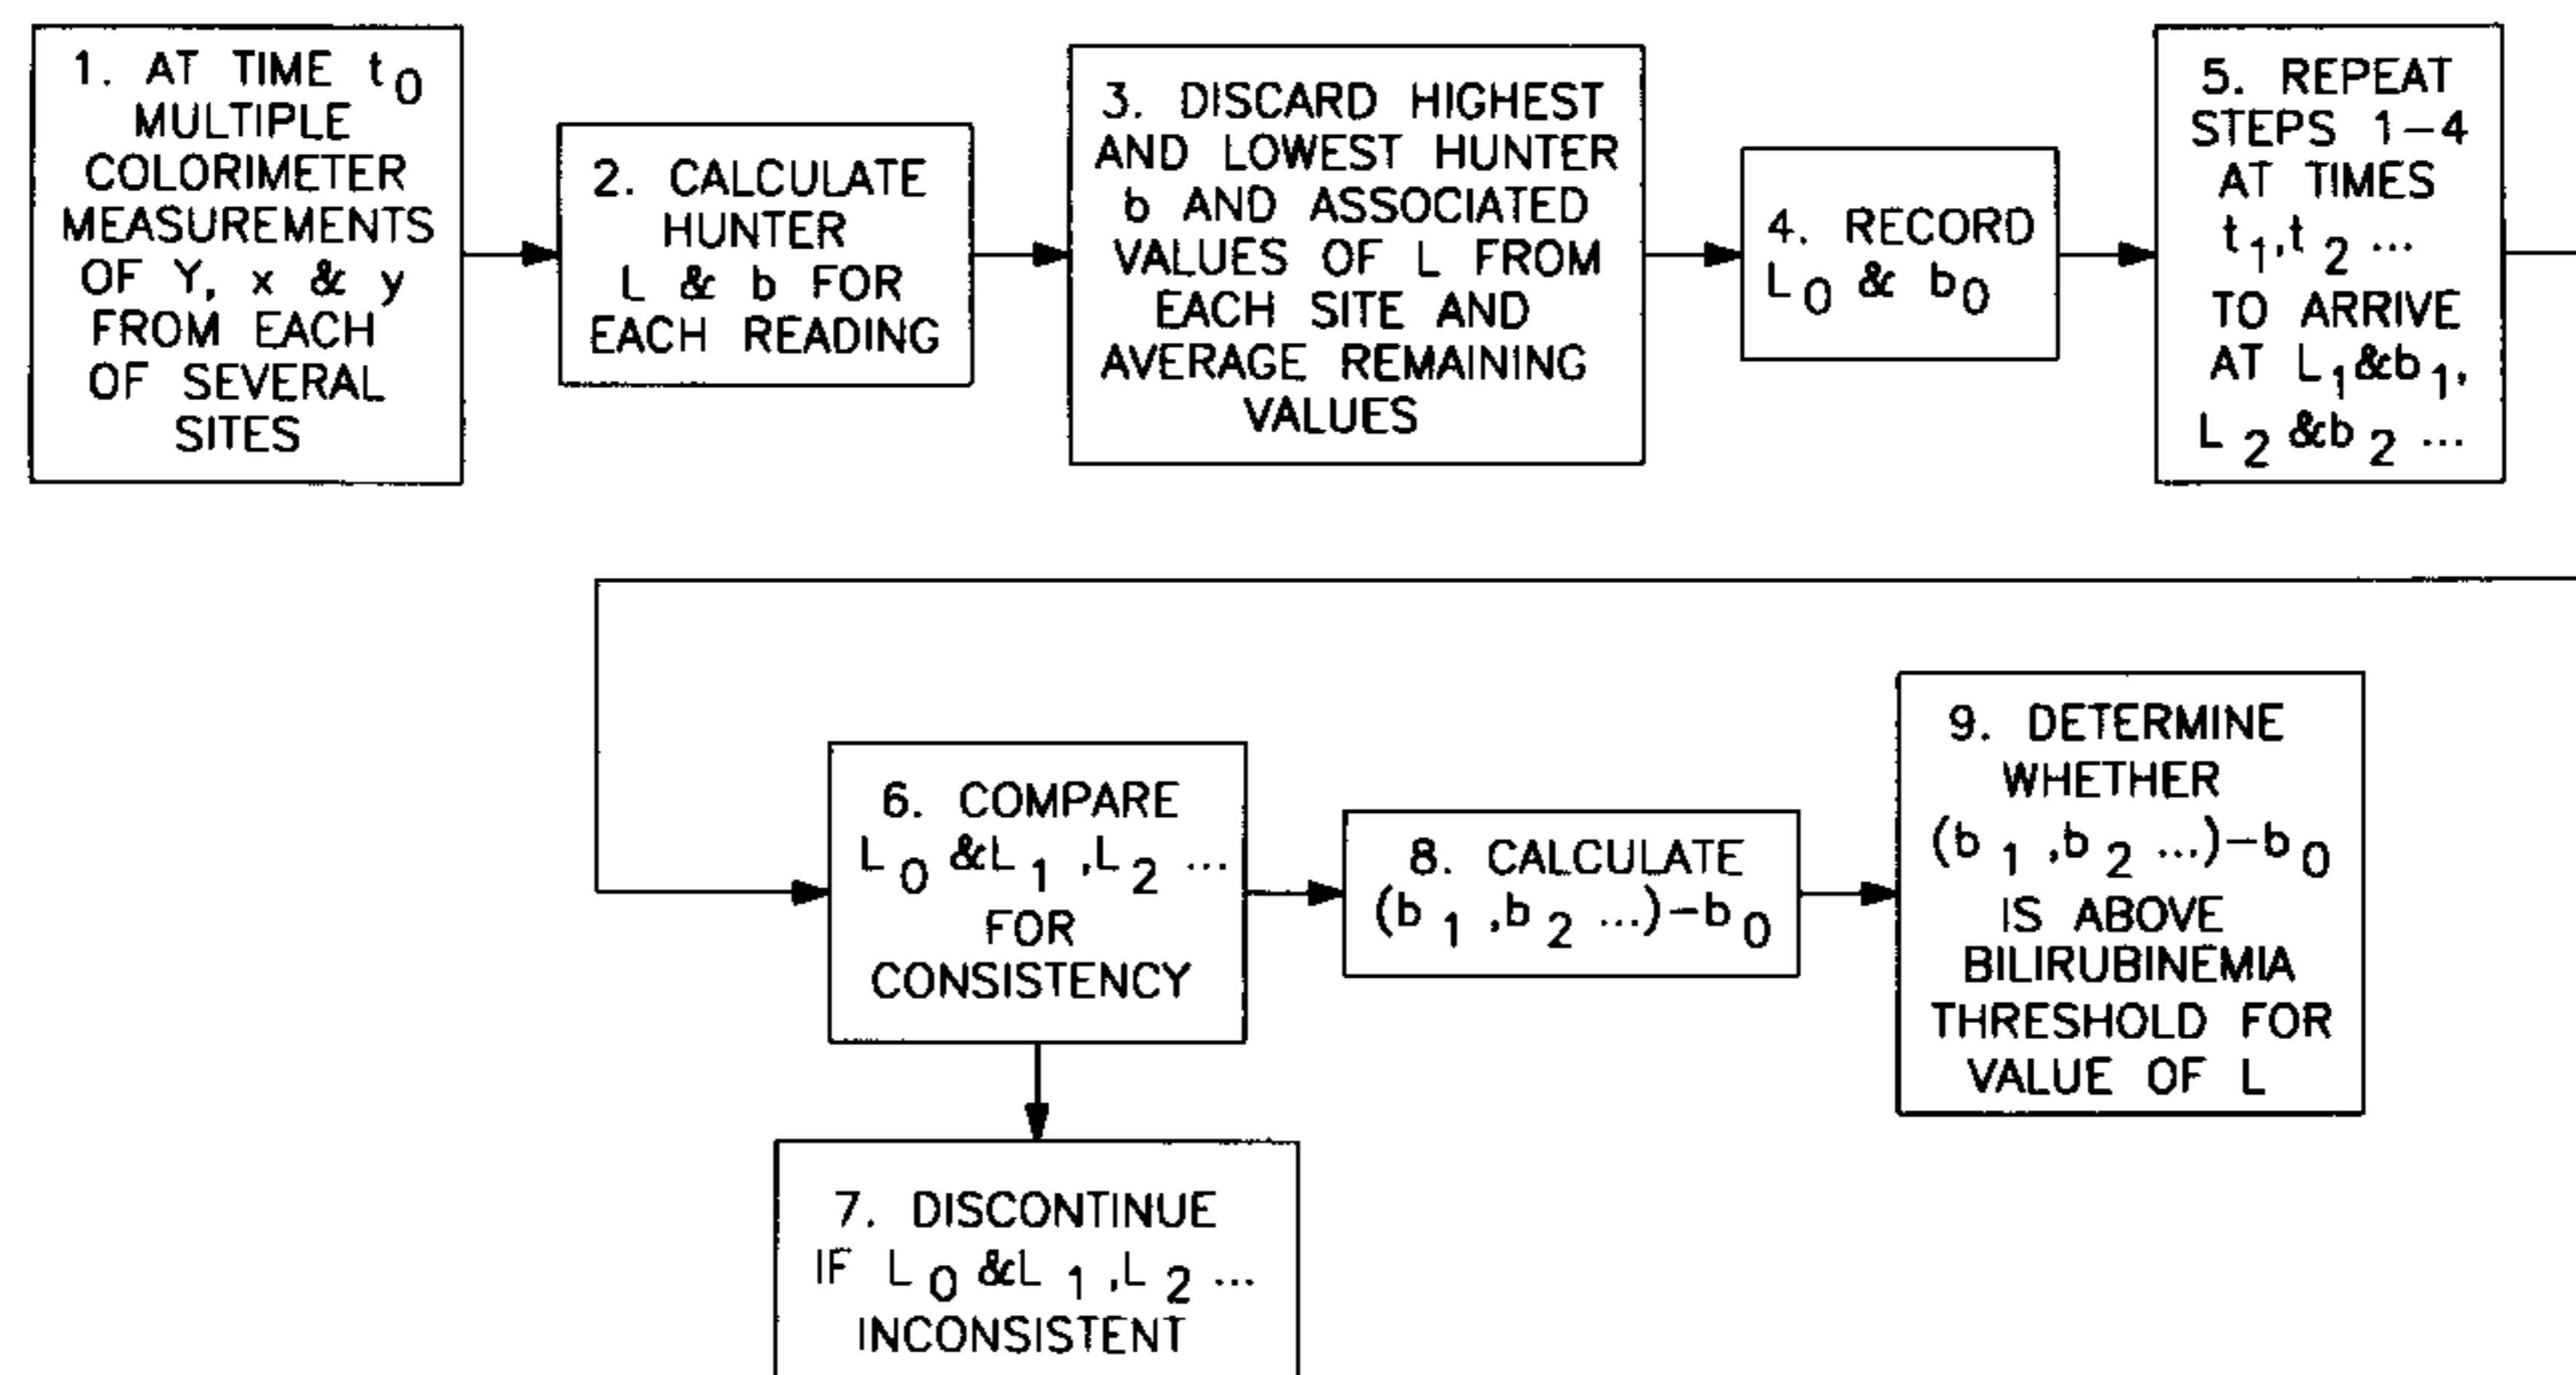 1. AT TIME t0
MULTIPLE
COLORIMETER
MEASUREMENTS
OF Y, x & y
FROM EACH
OF SEVERAL
SITES
2. CALCULATE
HUNTER
L & b FOR
EACH READING
3. DISCARD HIGHEST
AND LOWEST HUNTER
b AND ASSOCIATED
VALUES OF L FROM
EACH SITE AND
AVERAGE REMAINING
VALUES
4. RECORD
L0 & b0
5. REPEAT
STEPS 1-4
AT TIMES
t1,t2 ...
TO ARRIVE
AT L1&b1,
L2 &b2 ...
6. COMPARE
L0 &L1 ,L2 ...
FOR
CONSISTENCY
7. DISCONTINUE
IF L0 &L1 ,L2 ...
INCONSISTENT
8. CALCULATE
(b1 ,b2 ...)-b0
9. DETERMINE
WHETHER
(b1 ,b2 ...)-b0
IS ABOVE
BILIRUBINEMIA
THRESHOLD FOR
VALUE OF L